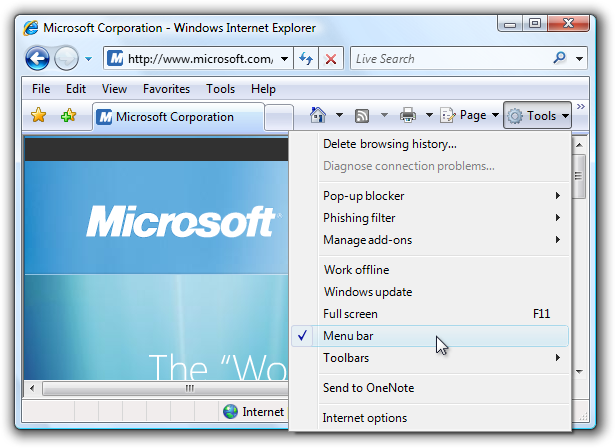 Microsoft Corporation - Windows Internet Explorer
http://www.microsoft.com/
Live Search
File Edit View Favorites Tools Help
Microsoft Corporation
Page Tools
Delete browsing history...
Diagnose connection problems...
Microsoft
Pop-up blocker
Phishing filter
Manage add-ons
Work offline
Windows update
Full screen F11
Menu bar
The "Wo
Toolbars
Send to OneNote
Internet
Internet options